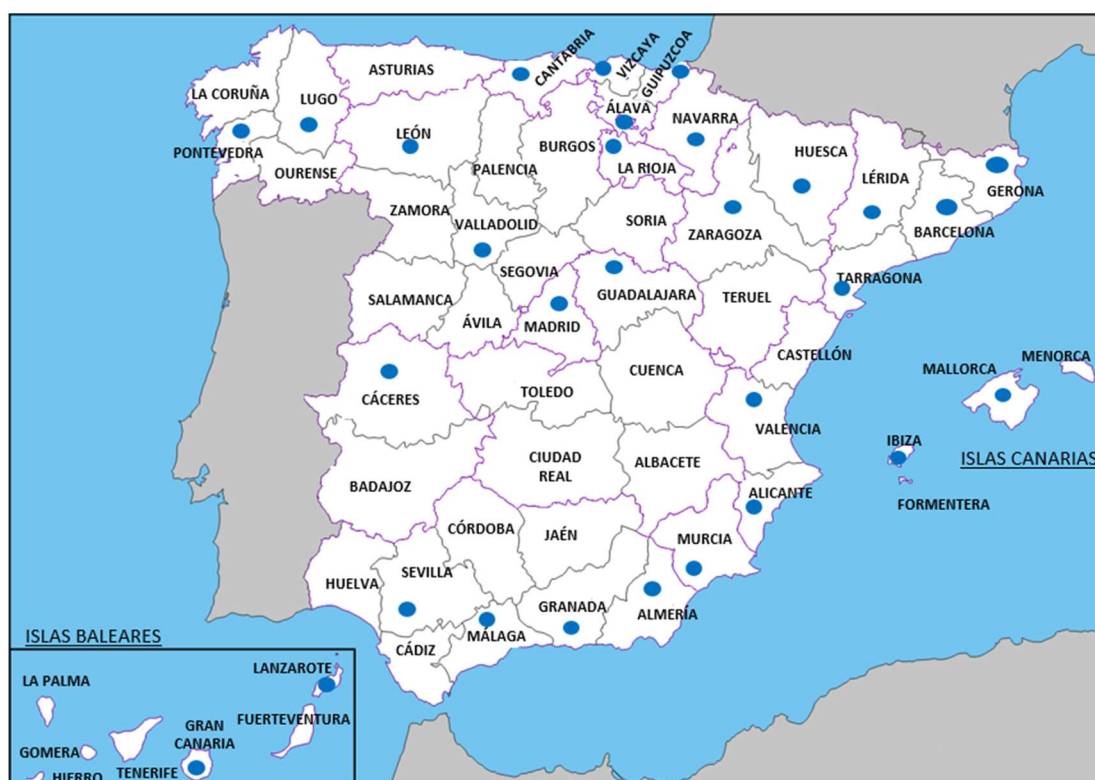 CANTABRIA
VIZCAYA
GUIPUZCOA
ASTURIAS
LA CORUÑA
LUGO
ÁLAVA
NAVARRA
LEÓN
BURGOS
HUESCA
PONTEVEDRA
PALENCIA
LA RIOJA
LÉRIDA
OURENSE
GERONA
ZAMORA
VALLADOLID
SORIA
ZARAGOZA
BARCELONA
SEGOVIA
TARRAGONA
SALAMANCA
GUADALAJARA
TERUEL
ÁVILA
MADRID
CASTELLÓN
MENORCA
MALLORCA
CUENCA
CÁCERES
TOLEDO
VALENCIA
IBIZA
CIUDAD
REAL
ALBACETE
ISLAS CANARIAS
BADAJOZ
ALICANTE
FORMENTERA
CÓRDOBA
JAÉN
MURCIA
SEVILLA
HUELVA
GRANADA
ALMERÍA
MÁLAGA
ISLAS BALEARES
CÁDIZ
LANZAROTE
LA PALMA
FUERTEVENTURA
GRAN
CANARIA
GOMERA
HIERRO
TENERIFE